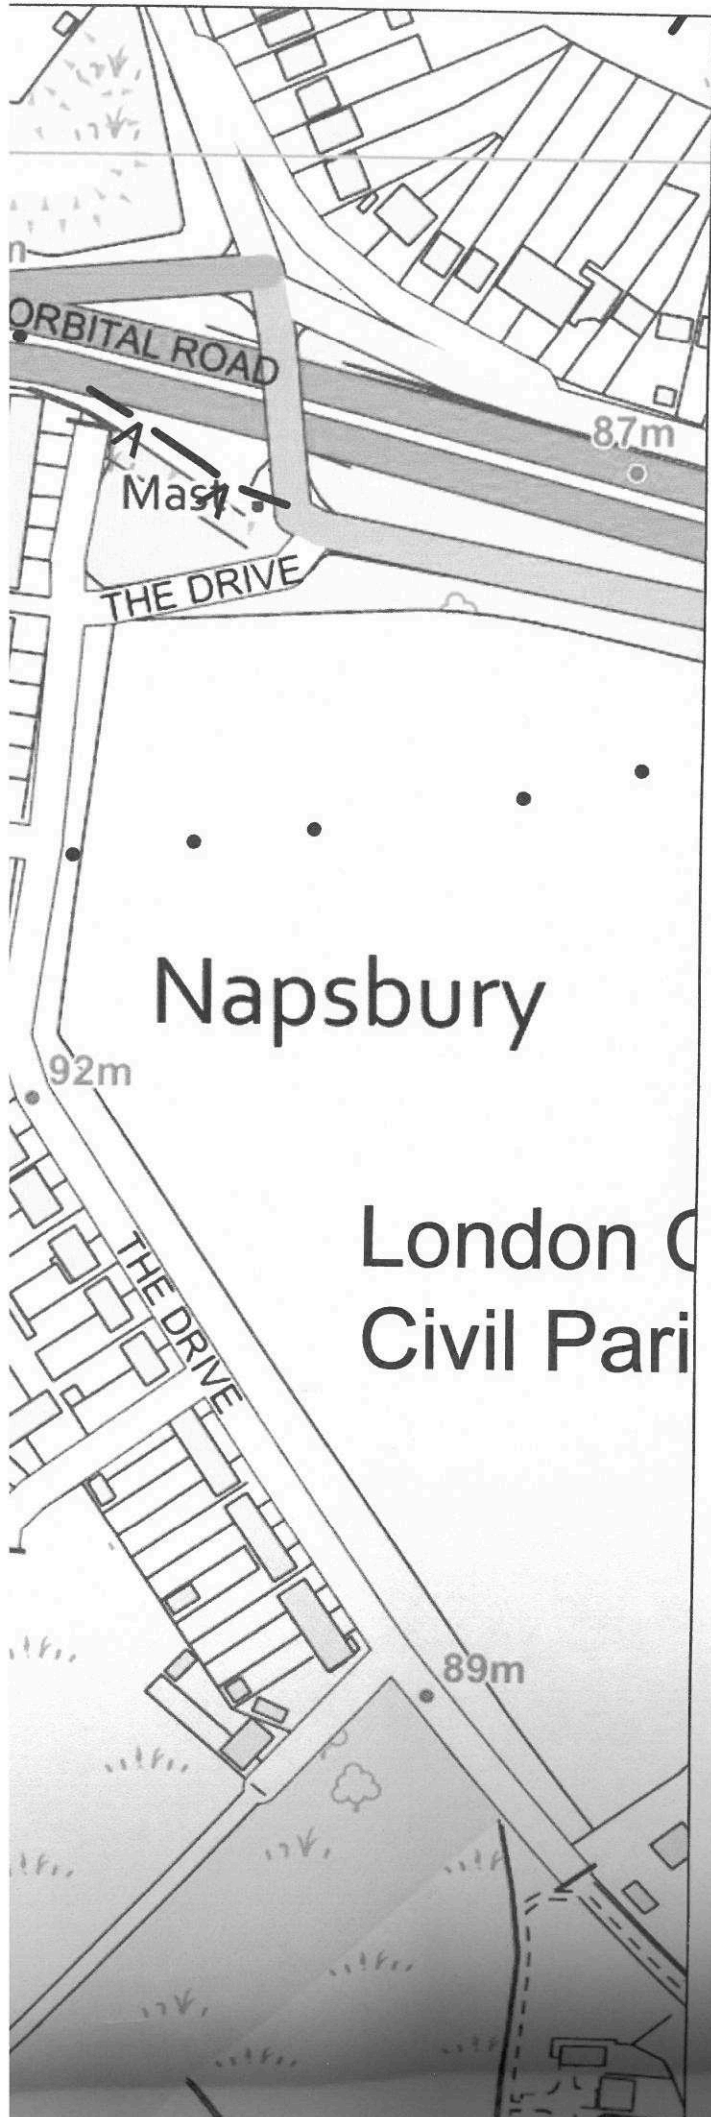 ORBITAL ROAD
87m
Mast
THE DRIVE
Napsbury
92m
London
Civil Pari
THE DRIVE
89m